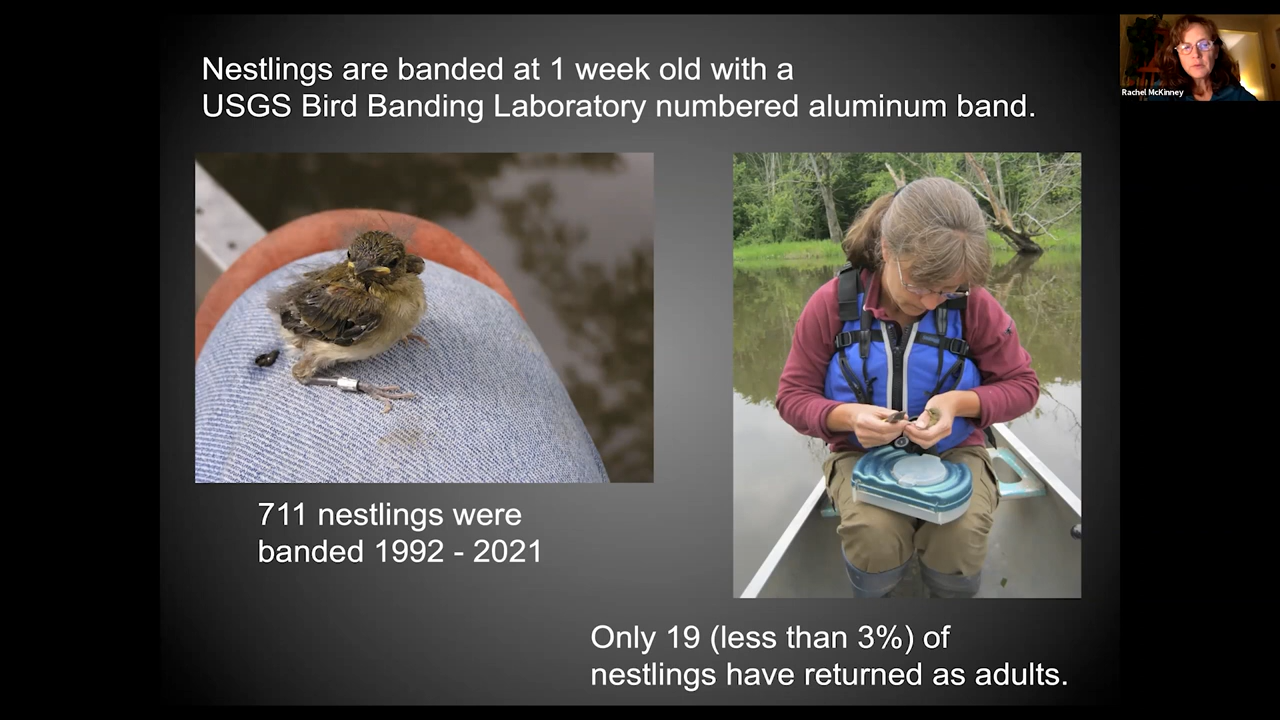 Nestlings are banded at 1 week old with a
USGS Bird Banding Laboratory numbered aluminum band.
Rachel McKinney
711 nestlings were
banded 1992 - 2021
Only 19 (less than 3%) of
nestlings have returned as adults.